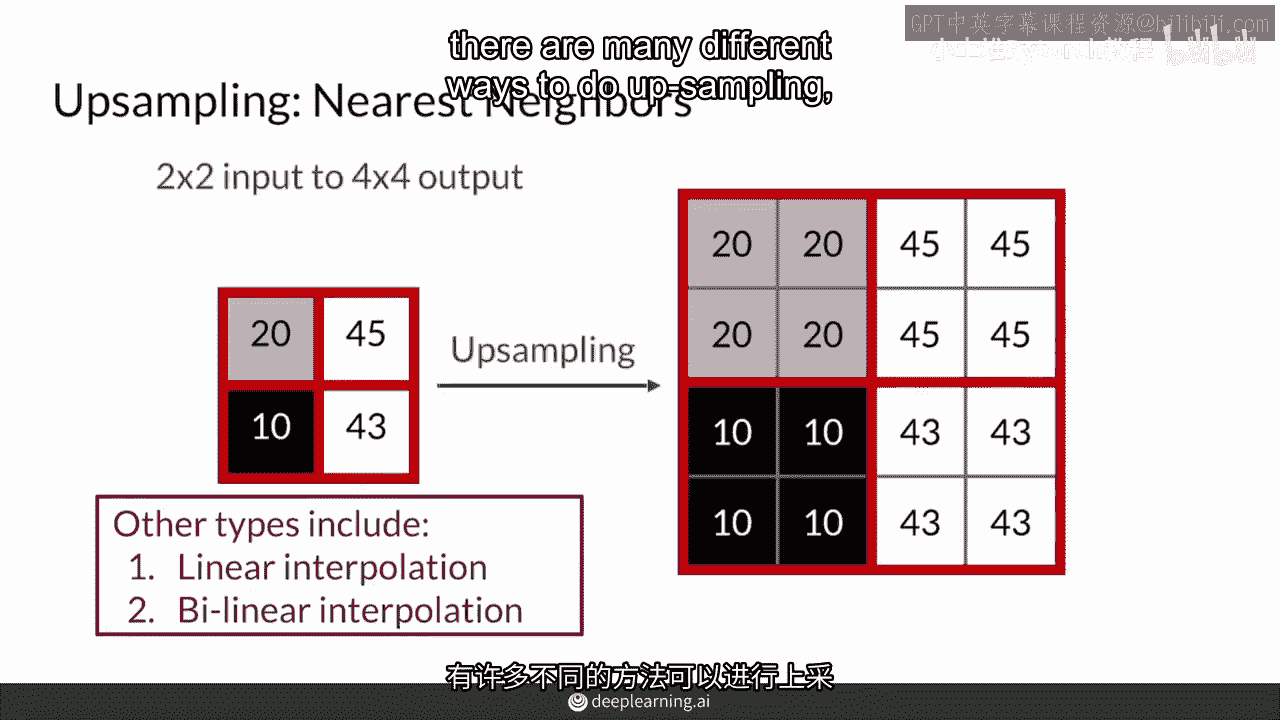 GPT中英字幕课程资源@bilibili.com
there are many different
ways to do up-sampling,
Upsampling: Nearest Neighbors
2x2 input to 4x4 output
20 20 45 45
20 45
20 20 45 45
Upsampling
10 43
10 10 43 43
10 10 43 43
Other types include:
1. Linear interpolation
2. Bi-linear interpolation
有许多不同的方法可以进行上采
deeplearning.ai